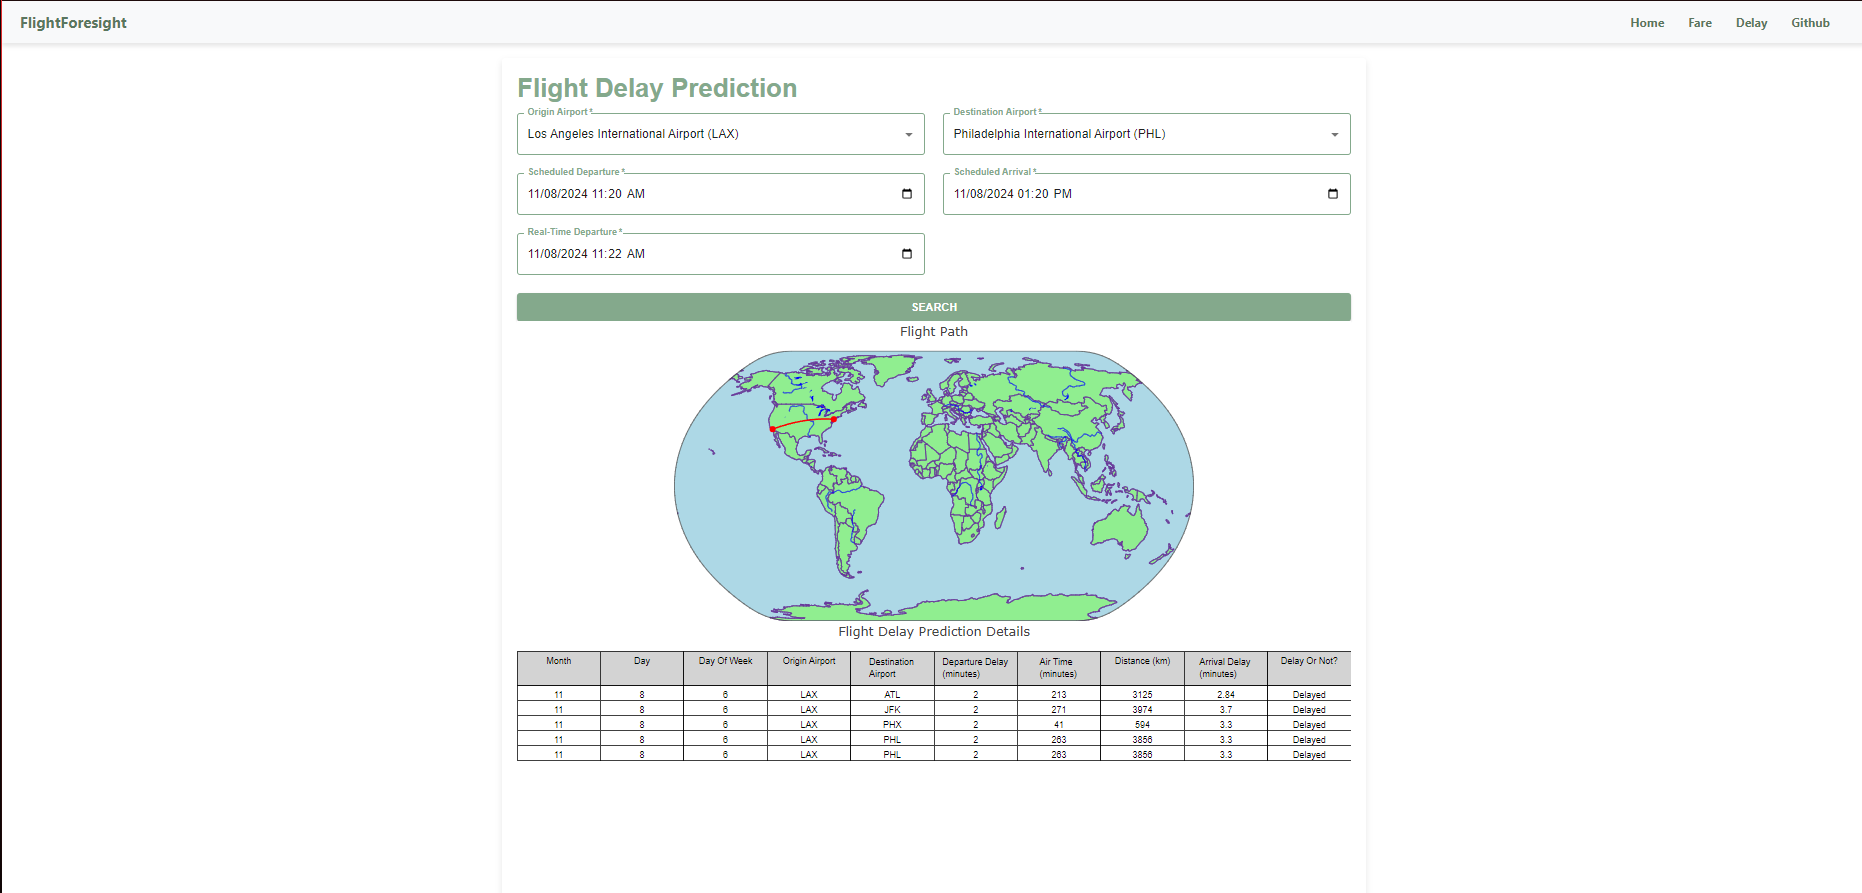 FlightForesight Home Fare Delay Github
Flight Delay Prediction
Origin Airport * Destination Airport *
Los Angeles International Airport (LAX) Philadelphia International Airport (PHL)
Scheduled Departure * Scheduled Arrival *
11/08/2024 11:20 AM 11/08/2024 01:20 PM
Real-Time Departure *
11/08/2024 11:22 AM
SEARCH
Flight Path
Flight Delay Prediction Details
Month Day Day Of Week Origin Airport Destination Airport Departure Delay (minutes) Air Time (minutes) Distance (km) Arrival Delay (minutes) Delay Or Not?
11 8 6 LAX ATL 2 213 3125 2.84 Delayed
11 8 6 LAX JFK 2 271 3974 3.7 Delayed
11 8 6 LAX PHX 2 41 594 3.3 Delayed
11 8 6 LAX PHL 2 263 3856 3.3 Delayed
11 8 6 LAX PHL 2 263 3856 3.3 Delayed